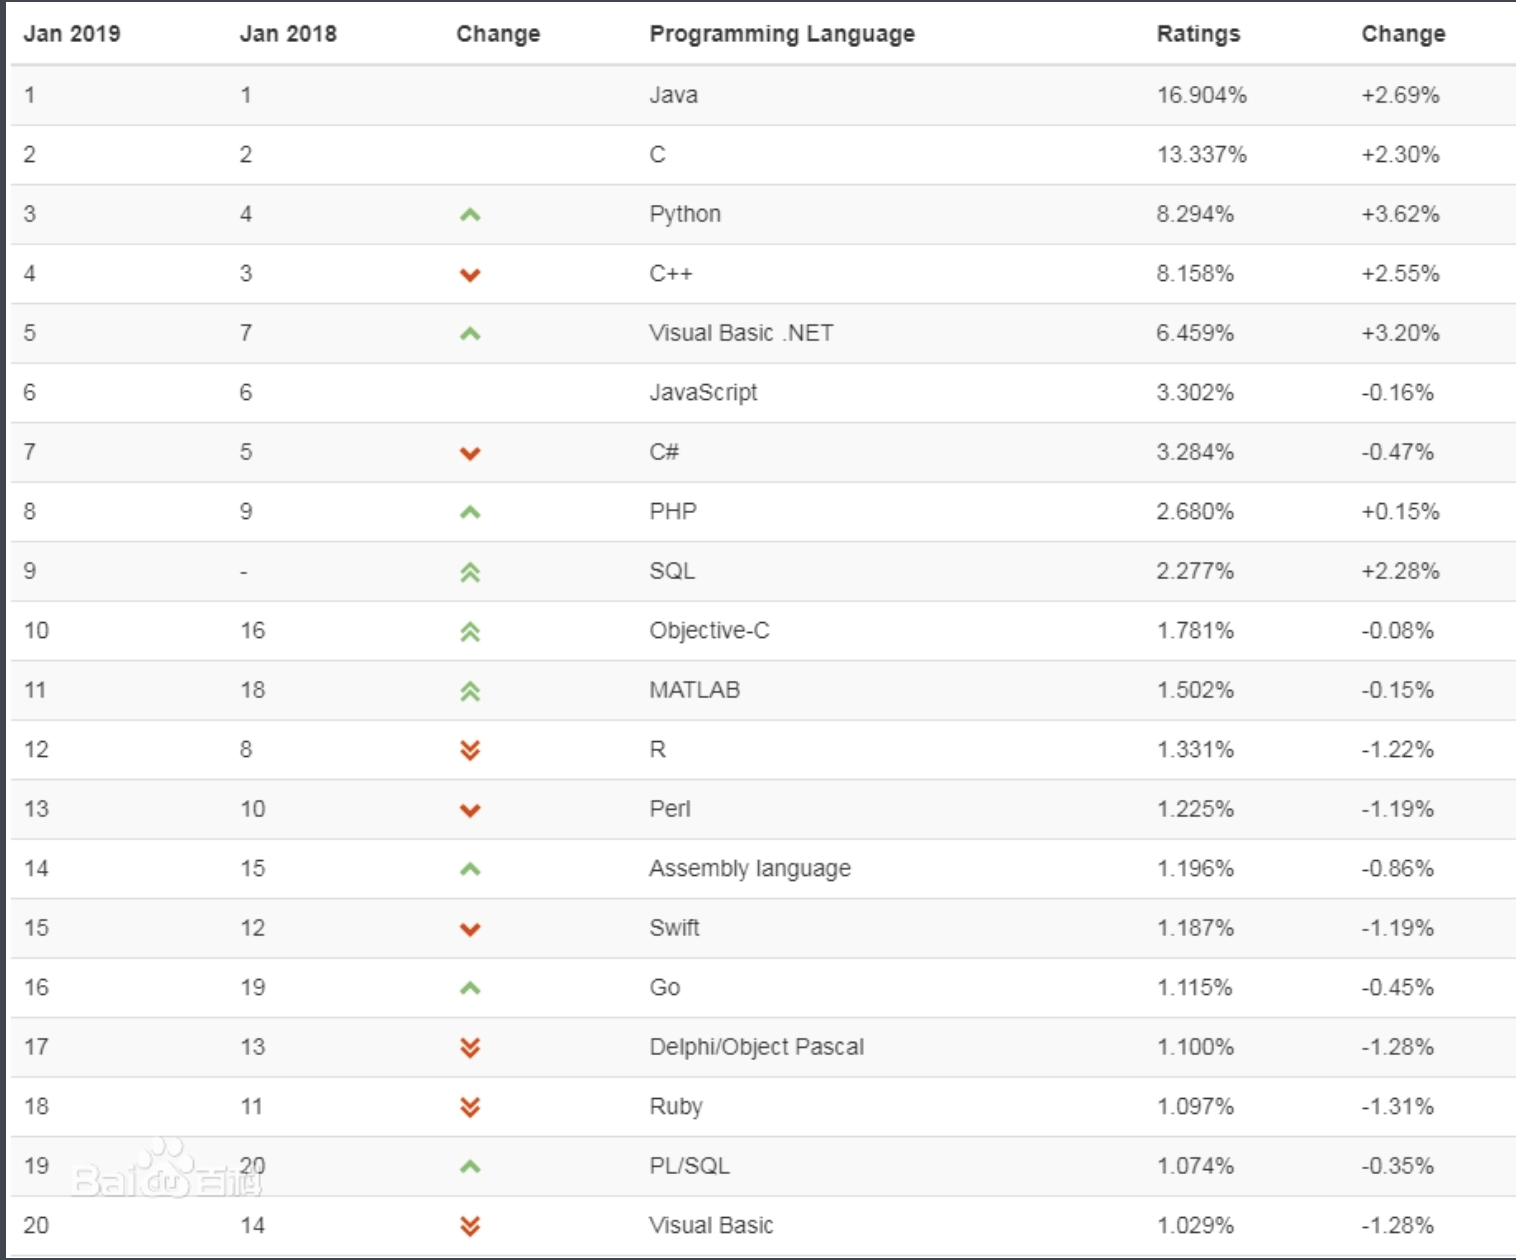 Jan 2019 Jan 2018 Change Programming Language Ratings Change
1 1 Java 16.904% +2.69%
2 2 C 13.337% +2.30%
3 4 Python 8.294% +3.62%
4 3 C++ 8.158% +2.55%
5 7 Visual Basic .NET 6.459% +3.20%
6 6 JavaScript 3.302% -0.16%
7 5 C# 3.284% -0.47%
8 9 PHP 2.680% +0.15%
9 - SQL 2.277% +2.28%
10 16 Objective-C 1.781% -0.08%
11 18 MATLAB 1.502% -0.15%
12 8 R 1.331% -1.22%
13 10 Perl 1.225% -1.19%
14 15 Assembly language 1.196% -0.86%
15 12 Swift 1.187% -1.19%
16 19 Go 1.115% -0.45%
17 13 Delphi/Object Pascal 1.100% -1.28%
18 11 Ruby 1.097% -1.31%
19 20 PL/SQL 1.074% -0.35%
Bai du 百科
20 14 Visual Basic 1.029% -1.28%